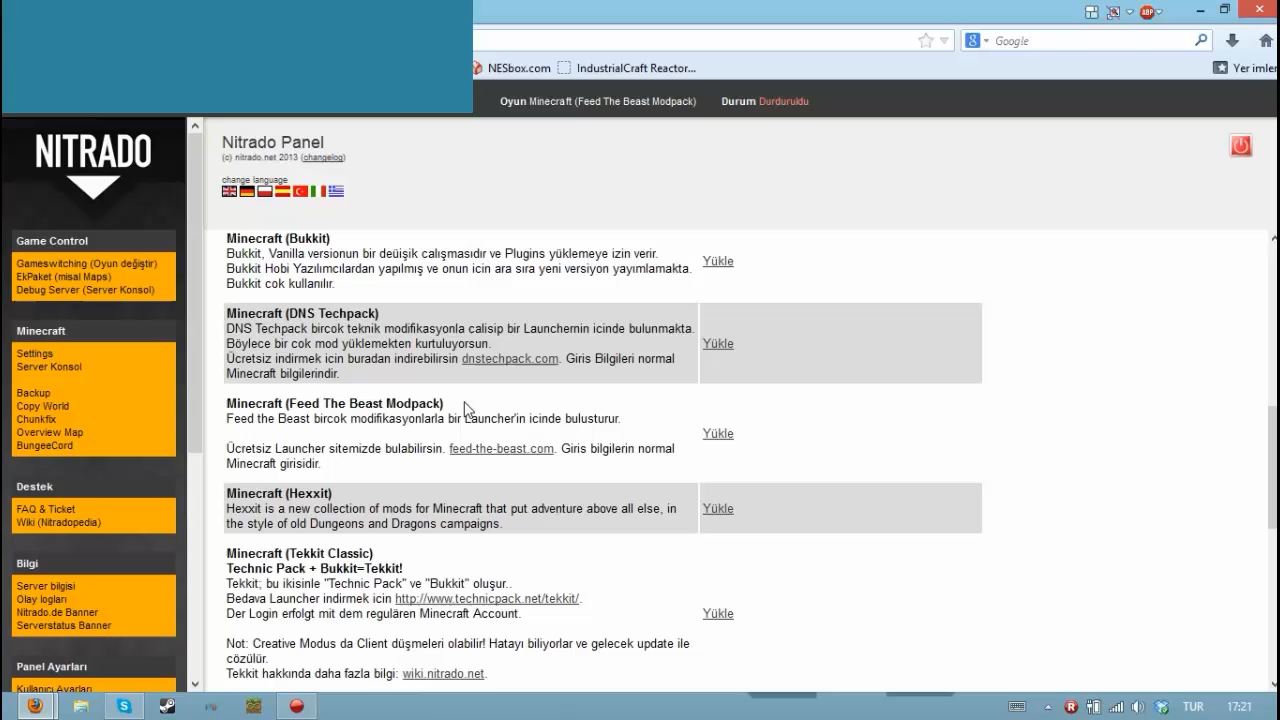 Google
NESbox.com
IndustrialCraft Reactor...
Yer imler
Oyun Minecraft (Feed The Beast Modpack)
Durum Durduruldu
NITRADO
Nitrado Panel
(c) nitrado.net 2013 (changelog)
change language
Game Control
Gameswitching (Oyun değiştir)
EkPaket (misal Maps)
Debug Server (Server Konsol)
Minecraft
Settings
Server Konsol
Backup
Copy World
Chunkfix
Overview Map
BungeeCord
Destek
FAQ & Ticket
Wiki (Nitradopedia)
Bilgi
Server bilgisi
Olay logları
Nitrado.de Banner
Serverstatus Banner
Panel Ayarları
Kullanıcı Ayarları
Minecraft (Bukkit)
Bukkit, Vanilla versionun bir deüişik calışmasıdır ve Plugins yüklemeye izin verir.
Bukkit Hobi Yazılımcılardan yapılmış ve onun icin ara sıra yeni versiyon yayımlamakta.
Bukkit cok kullanılır.
Yükle
Minecraft (DNS Techpack)
DNS Techpack bircok teknik modifikasyonla calisip bir Launchernin icinde bulunmakta.
Böylece bir cok mod yüklemekten kurtuluyorsun.
Ücretsiz indirmek icin buradan indirebilirsin dnstechpack.com. Giris Bilgileri normal
Minecraft bilgilerindir.
Yükle
Minecraft (Feed The Beast Modpack)
Feed the Beast bircok modifikasyonlarla bir Launcher'in icinde bulusturur.
Ücretsiz Launcher sitemizde bulabilirsin. feed-the-beast.com. Giris bilgilerin normal
Minecraft girisidir.
Yükle
Minecraft (Hexxit)
Hexxit is a new collection of mods for Minecraft that put adventure above all else, in
the style of old Dungeons and Dragons campaigns.
Yükle
Minecraft (Tekkit Classic)
Technic Pack + Bukkit=Tekkit!
Tekkit; bu ikisinle "Technic Pack" ve "Bukkit" oluşur..
Bedava Launcher indirmek icin http://www.technicpack.net/tekkit/.
Der Login erfolgt mit dem regulären Minecraft Account.
Not: Creative Modus da Client düşmeleri olabilir! Hatayı biliyorlar ve gelecek update ile
cözülür.
Tekkit hakkında daha fazla bilgi: wiki.nitrado.net.
Yükle
TUR
17:21